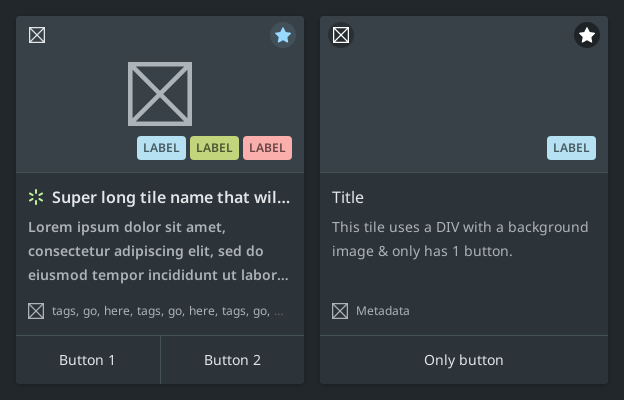 LABEL LABEL LABEL
Super long tile name that wil...
Lorem ipsum dolor sit amet,
consectetur adipiscing elit, sed do
eiusmod tempor incididunt ut labor...
tags, go, here, tags, go, here, tags, go, ...
Button 1 Button 2
LABEL
Title
This tile uses a DIV with a background
image & only has 1 button.
Metadata
Only button